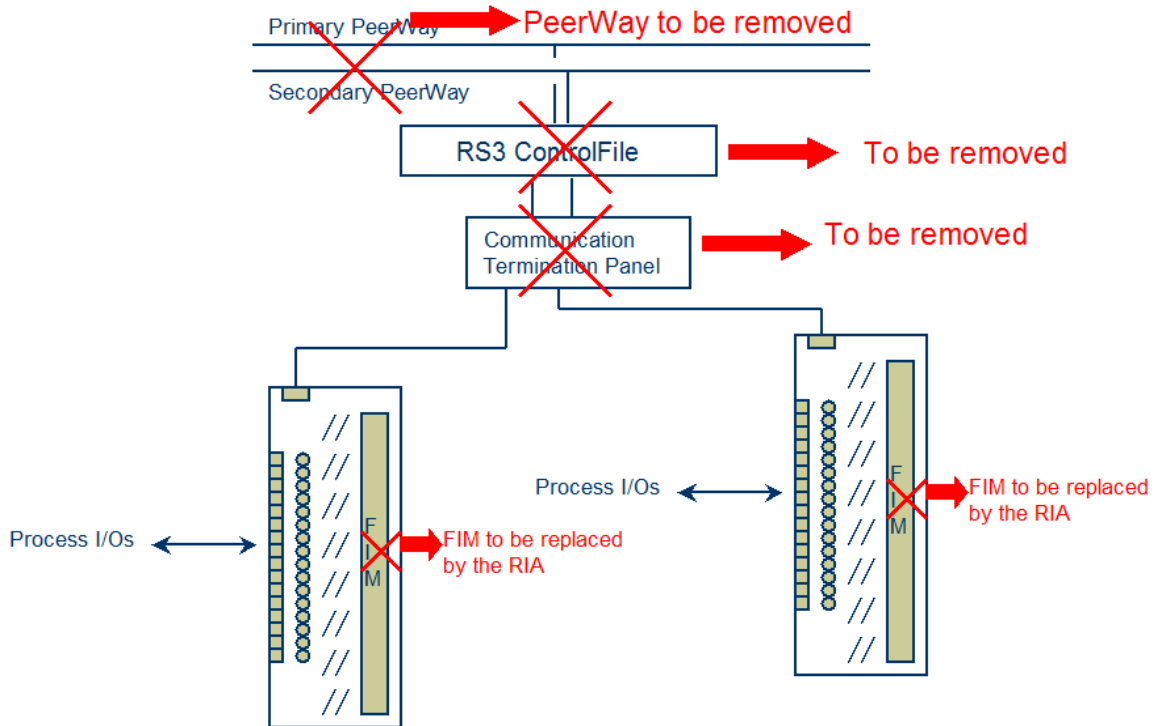 Primary PeerWay
PeerWay to be removed
Secondary PeerWay
RS3 ControlFile
To be removed
Communication
Termination Panel
To be removed
Process I/Os
F
I
M
FIM to be replaced
by the RIA
Process I/Os
F
I
M
FIM to be replaced
by the RIA